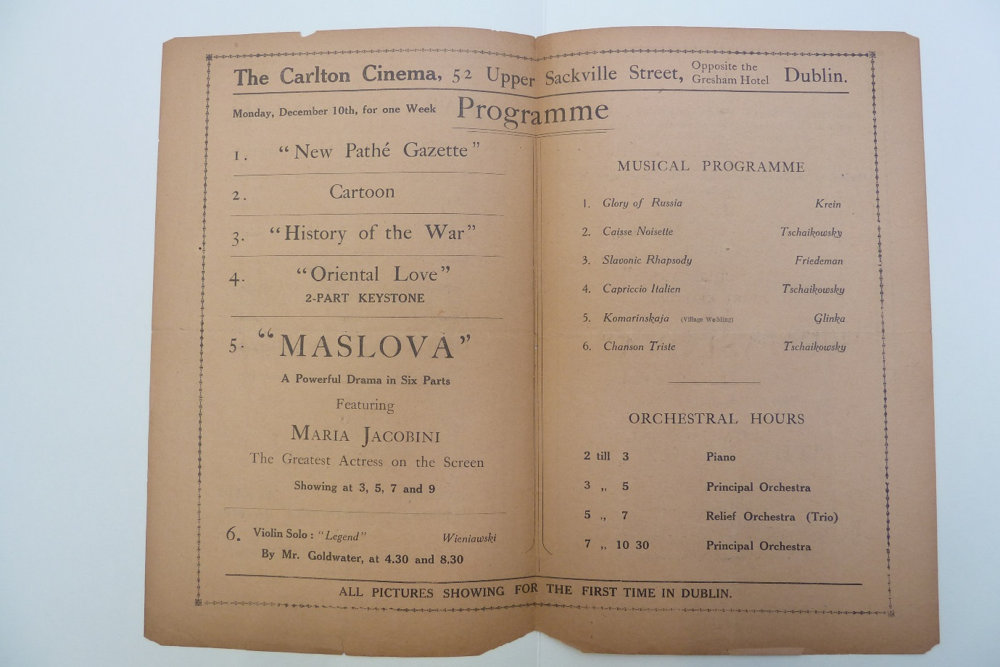 The Carlton Cinema, 52 Upper Sackville Street, Opposite the Gresham Hotel Dublin.
Monday, December 10th, for one Week
Programme
1. “New Pathé Gazette”
2. Cartoon
3. “History of the War”
4. “Oriental Love”
2-PART KEYSTONE
5. “MASLOVA”
A Powerful Drama in Six Parts
Featuring
MARIA JACOBINI
The Greatest Actress on the Screen
Showing at 3, 5, 7 and 9
6. Violin Solo: “Legend” Wieniawski
By Mr. Goldwater, at 4.30 and 8.30
MUSICAL PROGRAMME
1. Glory of Russia Krein
2. Caisse Noisette Tschaikowsky
3. Slavonic Rhapsody Friedeman
4. Capriccio Italien Tschaikowsky
5. Komarinskaja (Village Wedding) Glinka
6. Chanson Triste Tschaikowsky
ORCHESTRAL HOURS
2 till 3 Piano
3 „ 5 Principal Orchestra
5 „ 7 Relief Orchestra (Trio)
7 „ 10 30 Principal Orchestra
ALL PICTURES SHOWING FOR THE FIRST TIME IN DUBLIN.